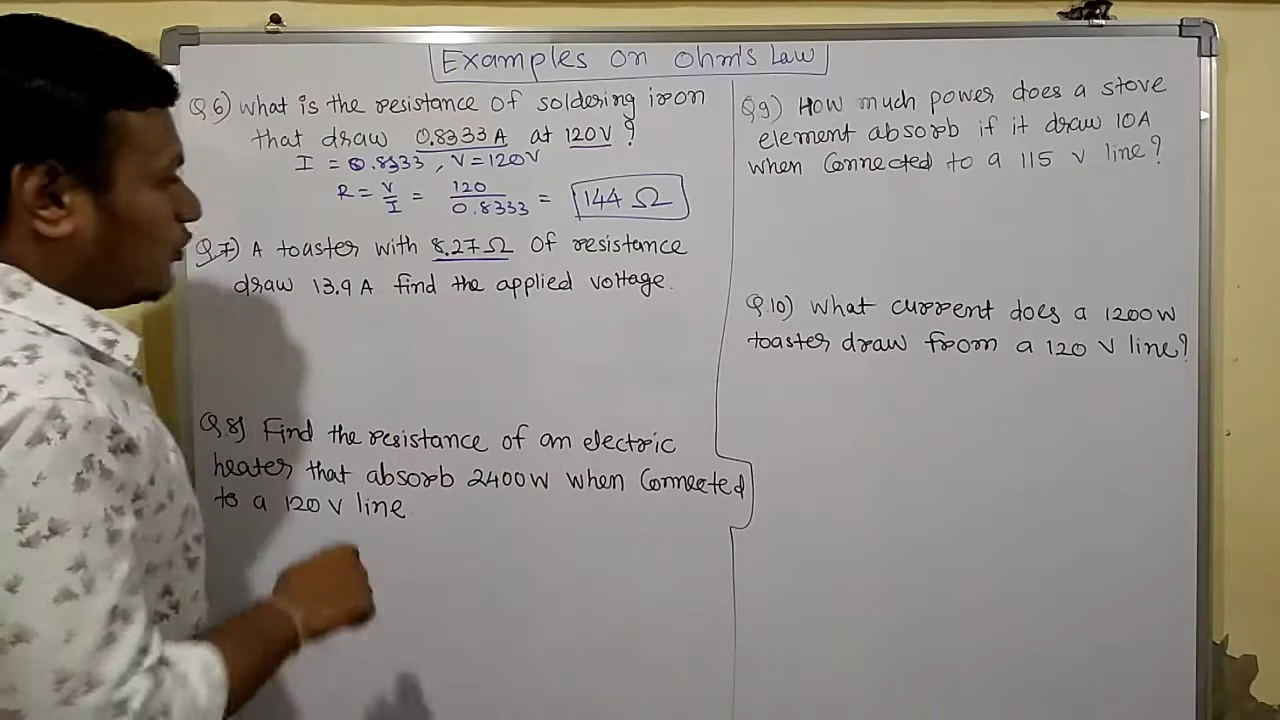 Examples on Ohm's Law
Q.6) What is the resistance of soldering iron
that draw 0.8333 A at 120V ?
I = 0.8333 , V = 120V
R = V/I = 120/0.8333 = 144 Ω
Q.7) A toaster with 8.27 Ω of resistance
draw 13.9 A find the applied voltage.
Q 8) Find the resistance of an electric
heater that absorb 2400W when Connected
to a 120 V line
Q9) How much power does a stove
element absorb if it draw 10A
when Connected to a 115 V line?
Q.10) What current does a 1200W
toaster draw from a 120 V line?